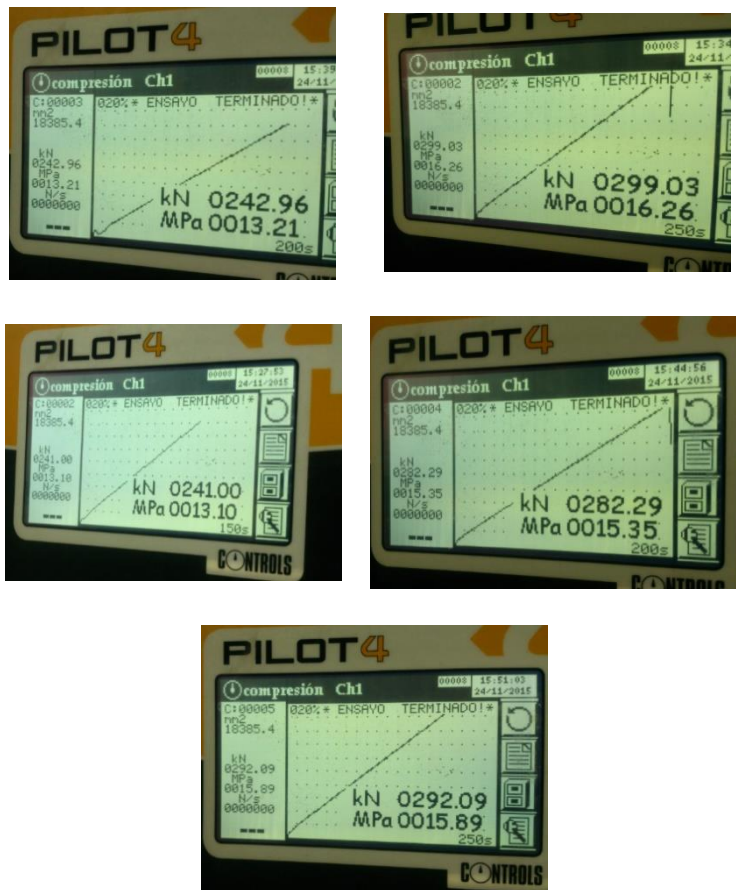 PILOT4
00008 15:39
24/11
compresión Ch1
C:00003
mm2
18385.4
020%* ENSAYO TERMINADO!*
kN
0242.96
MPa
0013.21
N/s
0000000
---
kN 0242.96
MPa 0013.21
200s
PILOT4
00008 15:34
24/11
compresión Ch1
C:00002
mm2
18385.4
020%* ENSAYO TERMINADO!*
kN
0299.03
MPa
0016.26
N/s
0000000
---
kN 0299.03
MPa 0016.26
250s
PILOT4
00008 15:27:53
24/11/2015
compresión Ch1
C:00002
mm2
18385.4
020%* ENSAYO TERMINADO!*
kN
0241.00
MPa
0013.10
N/s
0000000
---
kN 0241.00
MPa 0013.10
150s
CONTROLS
PILOT4
00008 15:44:56
24/11/2015
compresión Ch1
C:00004
mm2
18385.4
020%* ENSAYO TERMINADO!*
kN
0282.29
MPa
0015.35
N/s
0000000
---
kN 0282.29
MPa 0015.35
200s
CONTROLS
PILOT4
00008 15:51:03
24/11/2015
compresión Ch1
C:00005
mm2
18385.4
020%* ENSAYO TERMINADO!*
kN
0292.09
MPa
0015.89
N/s
0000000
---
kN 0292.09
MPa 0015.89
250s
CONTROLS